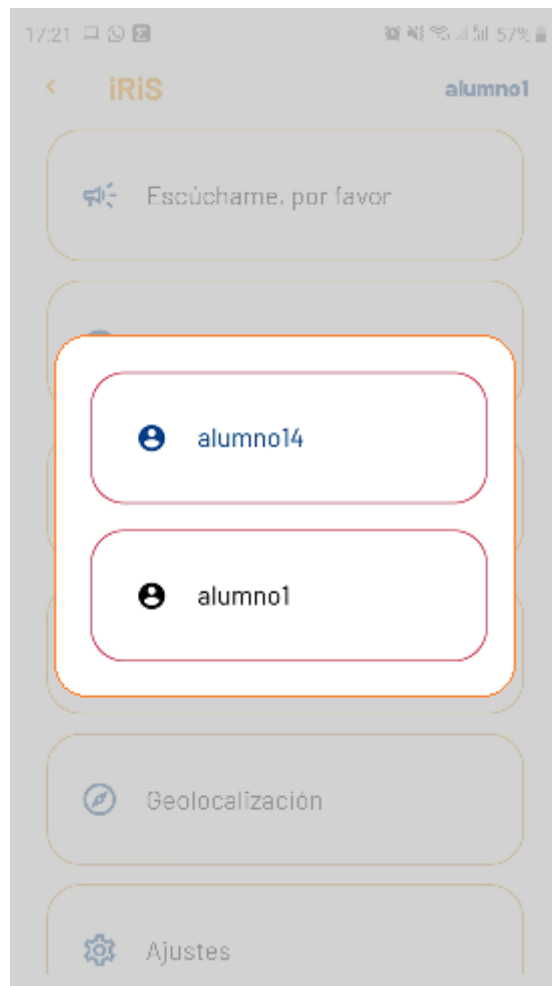 17:21 57%
iRiS alumno1
Escúchame, por favor
alumno14
alumno1
Geolocalización
Ajustes